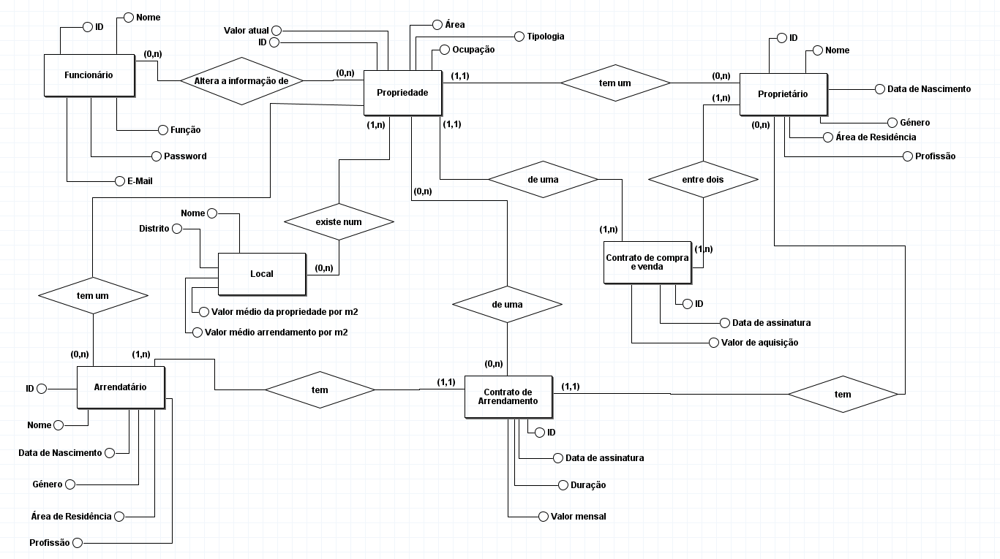 Nome
ID
Funcionário
(0,n)
Altera a informação de
(0,n)
Função
Password
E-Mail
Valor atual
ID
Área
Tipologia
Ocupação
Propriedade
(1,1)
tem um
(0,n)
(1,n)
(1,1)
(0,n)
ID
Nome
Proprietário
Data de Nascimento
Género
Área de Residência
Profissão
(1,n)
(0,n)
de uma
entre dois
existe num
Nome
Distrito
Local
(0,n)
Valor médio da propriedade por m2
Valor médio arrendamento por m2
(1,n)
Contrato de compra
e venda
(1,n)
ID
Data de assinatura
Valor de aquisição
tem um
de uma
(0,n)
(1,n)
Arrendatário
ID
Nome
Data de Nascimento
Género
Área de Residência
Profissão
tem
(1,1)
(0,n)
Contrato de
Arrendamento
(1,1)
tem
ID
Data de assinatura
Duração
Valor mensal